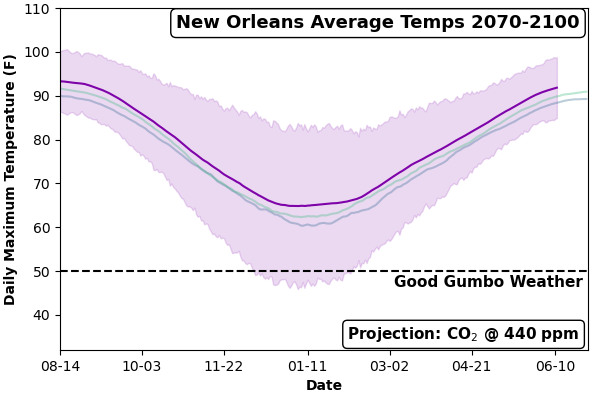 New Orleans Average Temps 2070-2100
Daily Maximum Temperature (F)
110
100
90
80
70
60
50
40
Good Gumbo Weather
Projection: CO₂ @ 440 ppm
08-14 10-03 11-22 01-11 03-02 04-21 06-10
Date